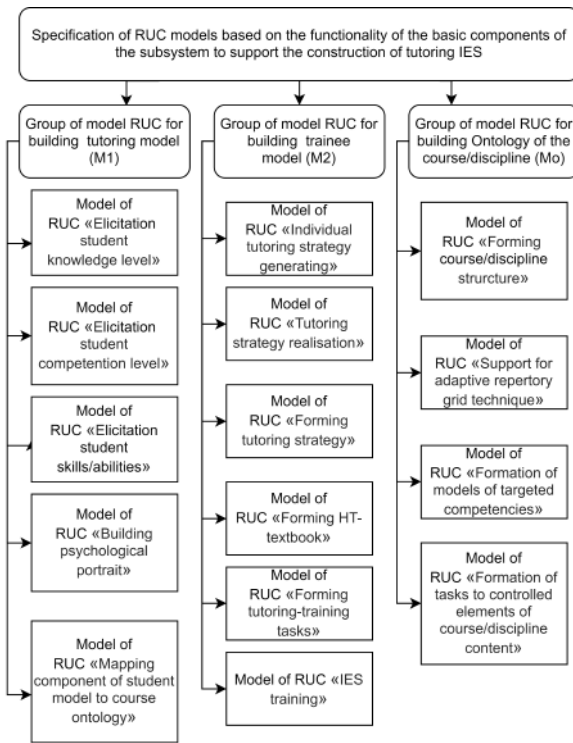 Specification of RUC models based on the functionality of the basic components of
the subsystem to support the construction of tutoring IES
Group of model RUC for
building tutoring model
(M1)
Model of
RUC «Elicitation
student
knowledge level»
Model of
RUC «Elicitation
student
competention level»
Model of
RUC «Elicitation
student
skills/abilities»
Model of
RUC «Building
psychological
portrait»
Model of
RUC «Mapping
component of student
model to course
ontology»
Group of model RUC for
building trainee
model (M2)
Model of
RUC «Individual
tutoring strategy
generating»
Model of
RUC «Tutoring
strategy realisation»
Model of
RUC «Forming
tutoring strategy»
Model of
RUC «Forming HT-
textbook»
Model of
RUC «Forming
tutoring-training
tasks»
Model of RUC «IES
training»
Group of model RUC for
building Ontology of the
course/discipline (Mo)
Model of
RUC «Forming
course/discipline
strurcture»
Model of
RUC «Support for
adaptive repertory
grid technique»
Model of
RUC «Formation of
models of targeted
competencies»
Model of
RUC «Formation of
tasks to controlled
elements of
course/discipline
content»